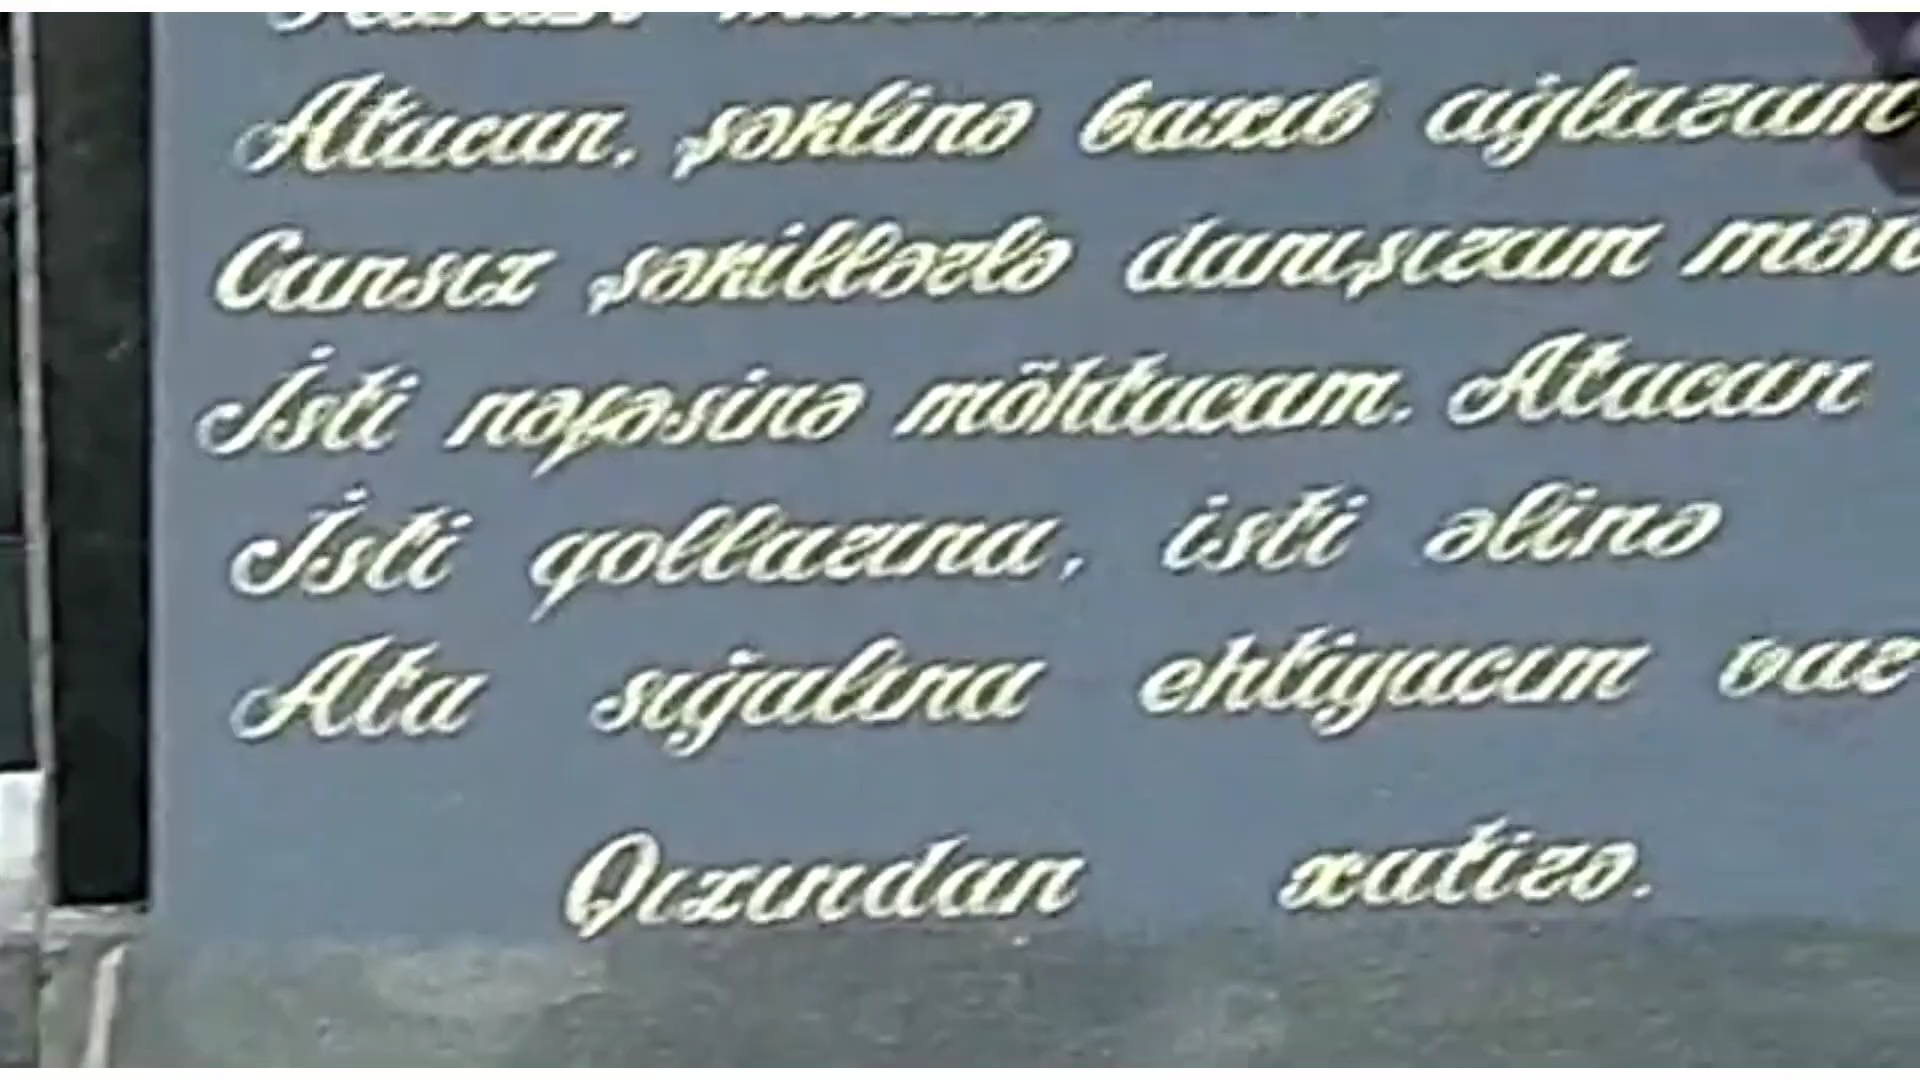 Atacan, şəklinə baxıb ağlaram
Cansız şəkillərlə danışıram mən
İsti nəfəsinə möhtacam. Atacan
İsti qollarına, isti əlinə
Ata sığalına ehtiyacım var
Qızından xatirə.